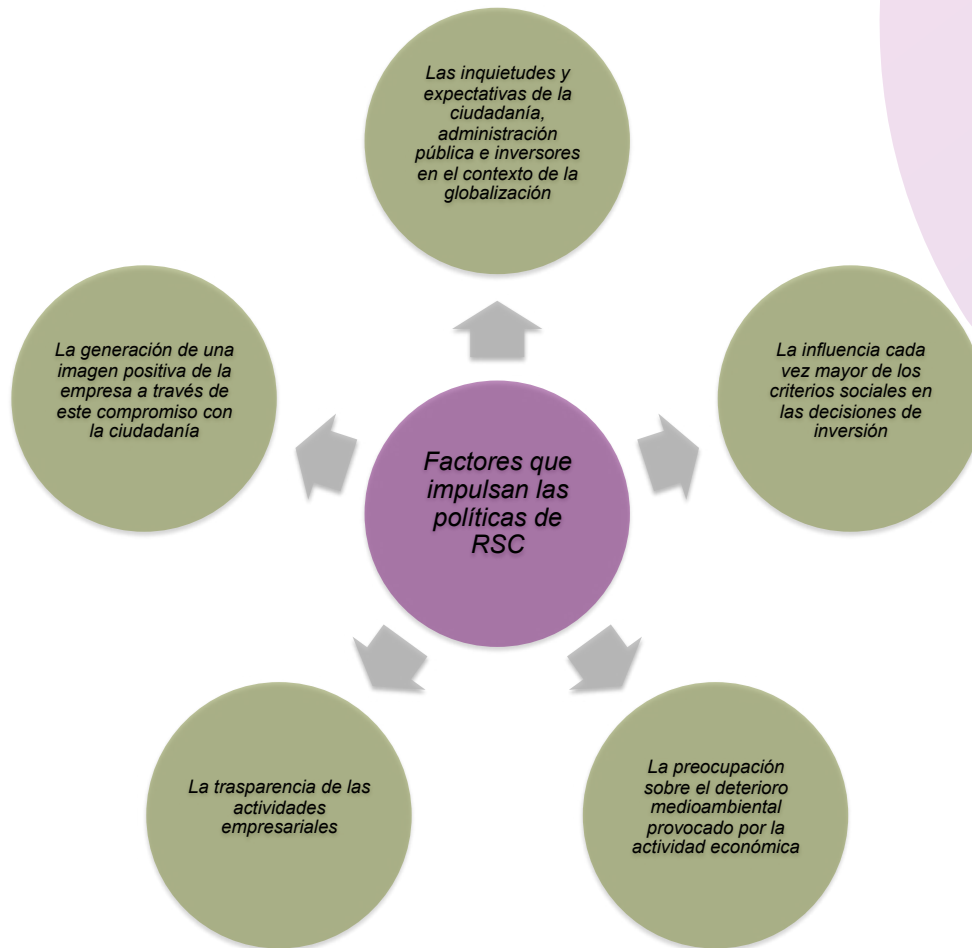 Las inquietudes y
expectativas de la
ciudadanía,
administración
pública e inversores
en el contexto de la
globalización
La generación de una
imagen positiva de la
empresa a través de
este compromiso con
la ciudadanía
La influencia cada
vez mayor de los
criterios sociales en
las decisiones de
inversión
Factores que
impulsan las
políticas de
RSC
La trasparencia de las
actividades
empresariales
La preocupación
sobre el deterioro
medioambiental
provocado por la
actividad económica